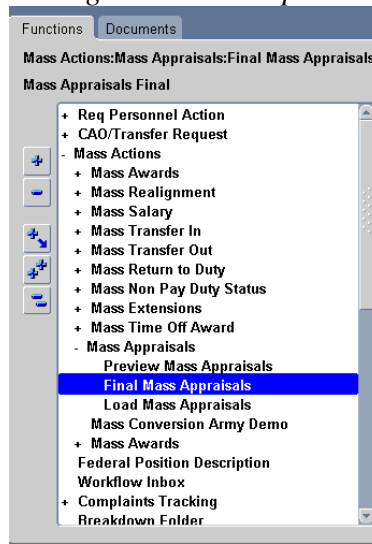 Functions Documents
Mass Actions:Mass Appraisals:Final Mass Appraisals
Mass Appraisals Final
+ Req Personnel Action
+ CAO/Transfer Request
- Mass Actions
+ Mass Awards
+ Mass Realignment
+ Mass Salary
+ Mass Transfer In
+ Mass Transfer Out
+ Mass Return to Duty
+ Mass Non Pay Duty Status
+ Mass Extensions
+ Mass Time Off Award
- Mass Appraisals
Preview Mass Appraisals
Final Mass Appraisals
Load Mass Appraisals
Mass Conversion Army Demo
+ Mass Awards
Federal Position Description
Workflow Inbox
+ Complaints Tracking
Breakdown Folder